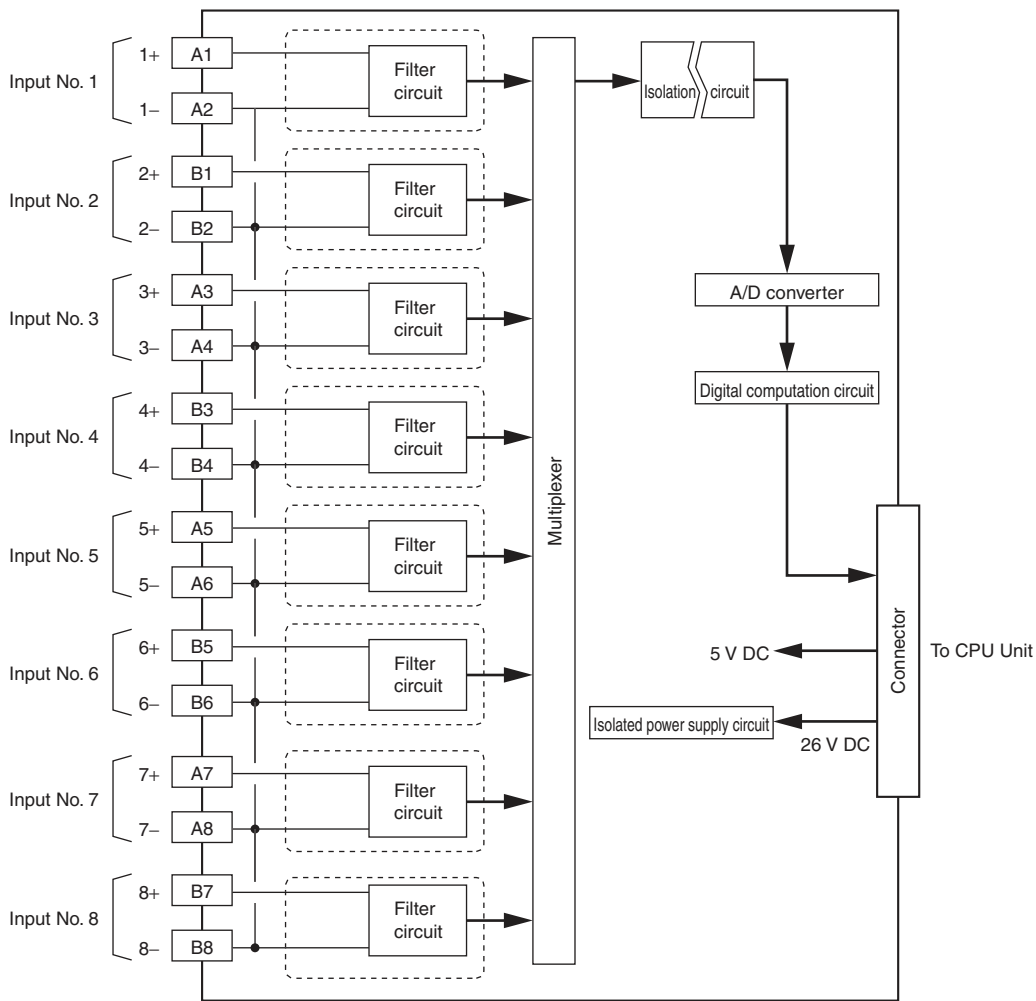 Input No. 1
1+
A1
1–
A2
Filter
circuit
Input No. 2
2+
B1
2–
B2
Filter
circuit
Input No. 3
3+
A3
3–
A4
Filter
circuit
Input No. 4
4+
B3
4–
B4
Filter
circuit
Input No. 5
5+
A5
5–
A6
Filter
circuit
Input No. 6
6+
B5
6–
B6
Filter
circuit
Input No. 7
7+
A7
7–
A8
Filter
circuit
Input No. 8
8+
B7
8–
B8
Filter
circuit
Multiplexer
Isolation circuit
A/D converter
Digital computation circuit
Connector
To CPU Unit
5 V DC
Isolated power supply circuit
26 V DC